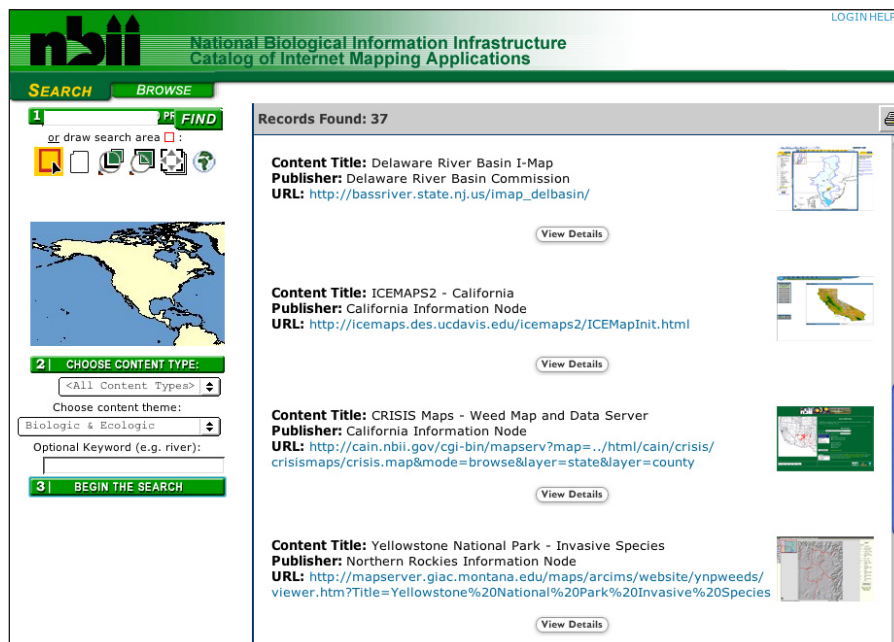 LOGIN HELP
nbii
National Biological Information Infrastructure
Catalog of Internet Mapping Applications
SEARCH
BROWSE
1
FIND
or draw search area :
2 | CHOOSE CONTENT TYPE:
<All Content Types>
Choose content theme:
Biologic & Ecologic
Optional Keyword (e.g. river):
3 | BEGIN THE SEARCH
Records Found: 37
Content Title: Delaware River Basin I-Map
Publisher: Delaware River Basin Commission
URL: http://bassriver.state.nj.us/imap_delbasin/
View Details
Content Title: ICEMAPS2 - California
Publisher: California Information Node
URL: http://icemaps.des.ucdavis.edu/icemaps2/ICEMapInit.html
View Details
Content Title: CRISIS Maps - Weed Map and Data Server
Publisher: California Information Node
URL: http://cain.nbii.gov/cgi-bin/mapserv?map=../html/cain/crisis/
crisismaps/crisis.map&mode=browse&layer=state&layer=county
View Details
Content Title: Yellowstone National Park - Invasive Species
Publisher: Northern Rockies Information Node
URL: http://mapserver.giac.montana.edu/maps/arcims/website/ynpweeds/
viewer.htm?Title=Yellowstone%20National%20Park%20Invasive%20Species
View Details